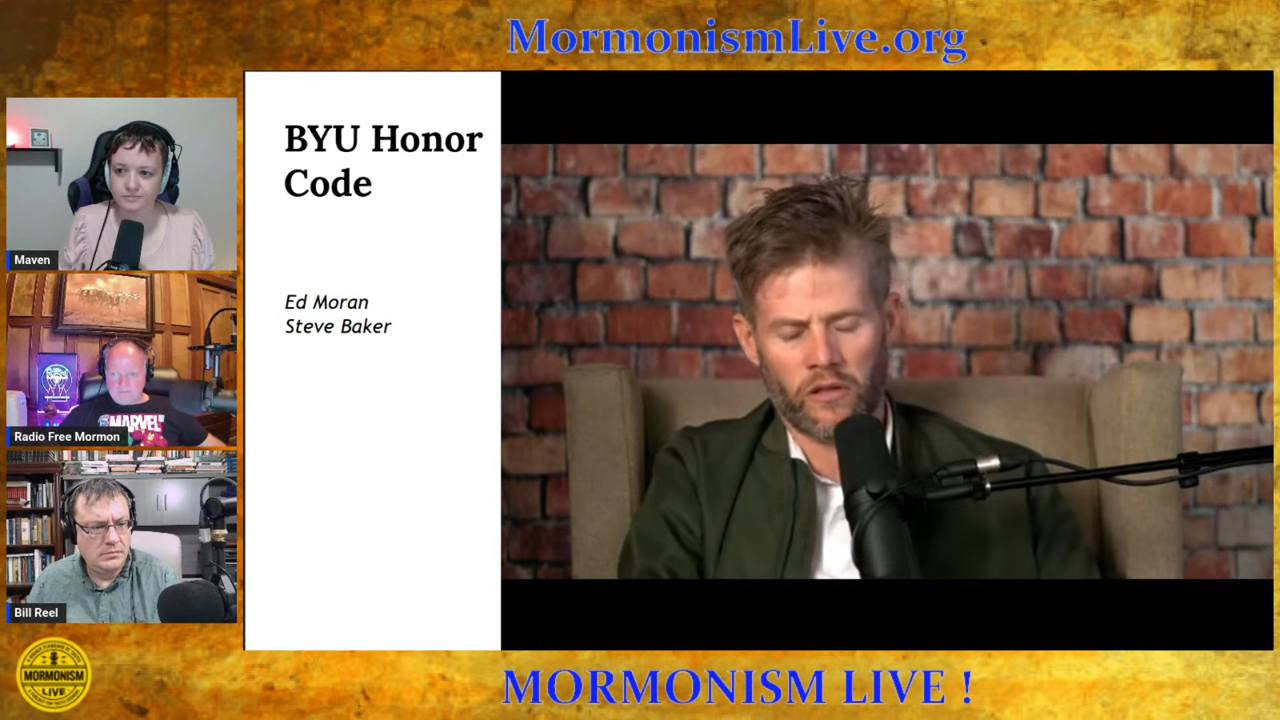 MormonismLive.org
BYU Honor
Code
Ed Moran
Steve Baker
Maven
MARVEL
Radio Free Mormon
Bill Reel
MORMONISM
LIVE
MORMONISM LIVE !